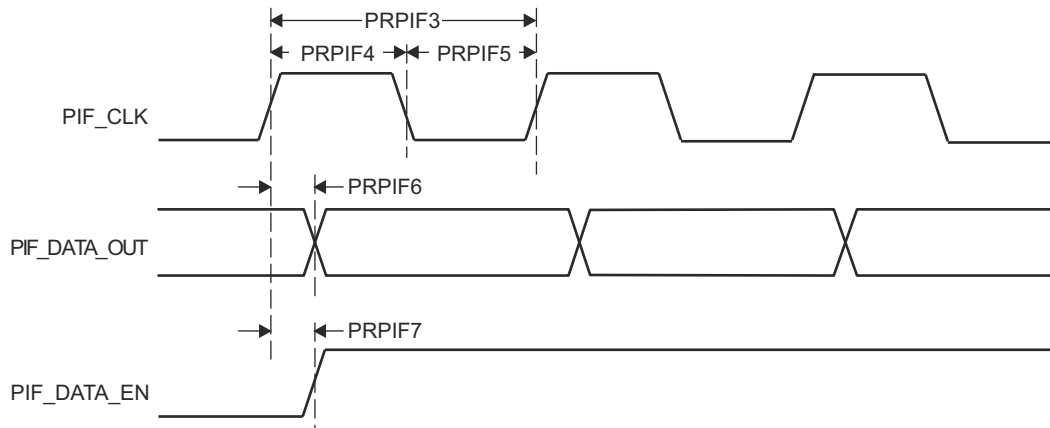 PRPIF3
PRPIF4 PRPIF5
PIF_CLK
PRPIF6
PIF_DATA_OUT
PRPIF7
PIF_DATA_EN